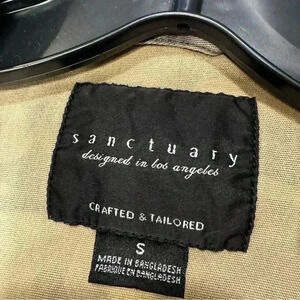 sanctuary
designed in los angeles
CRAFTED & TAILORED
S
MADE IN BANGLADESH
FABRIQUÉ EN BANGLADESH